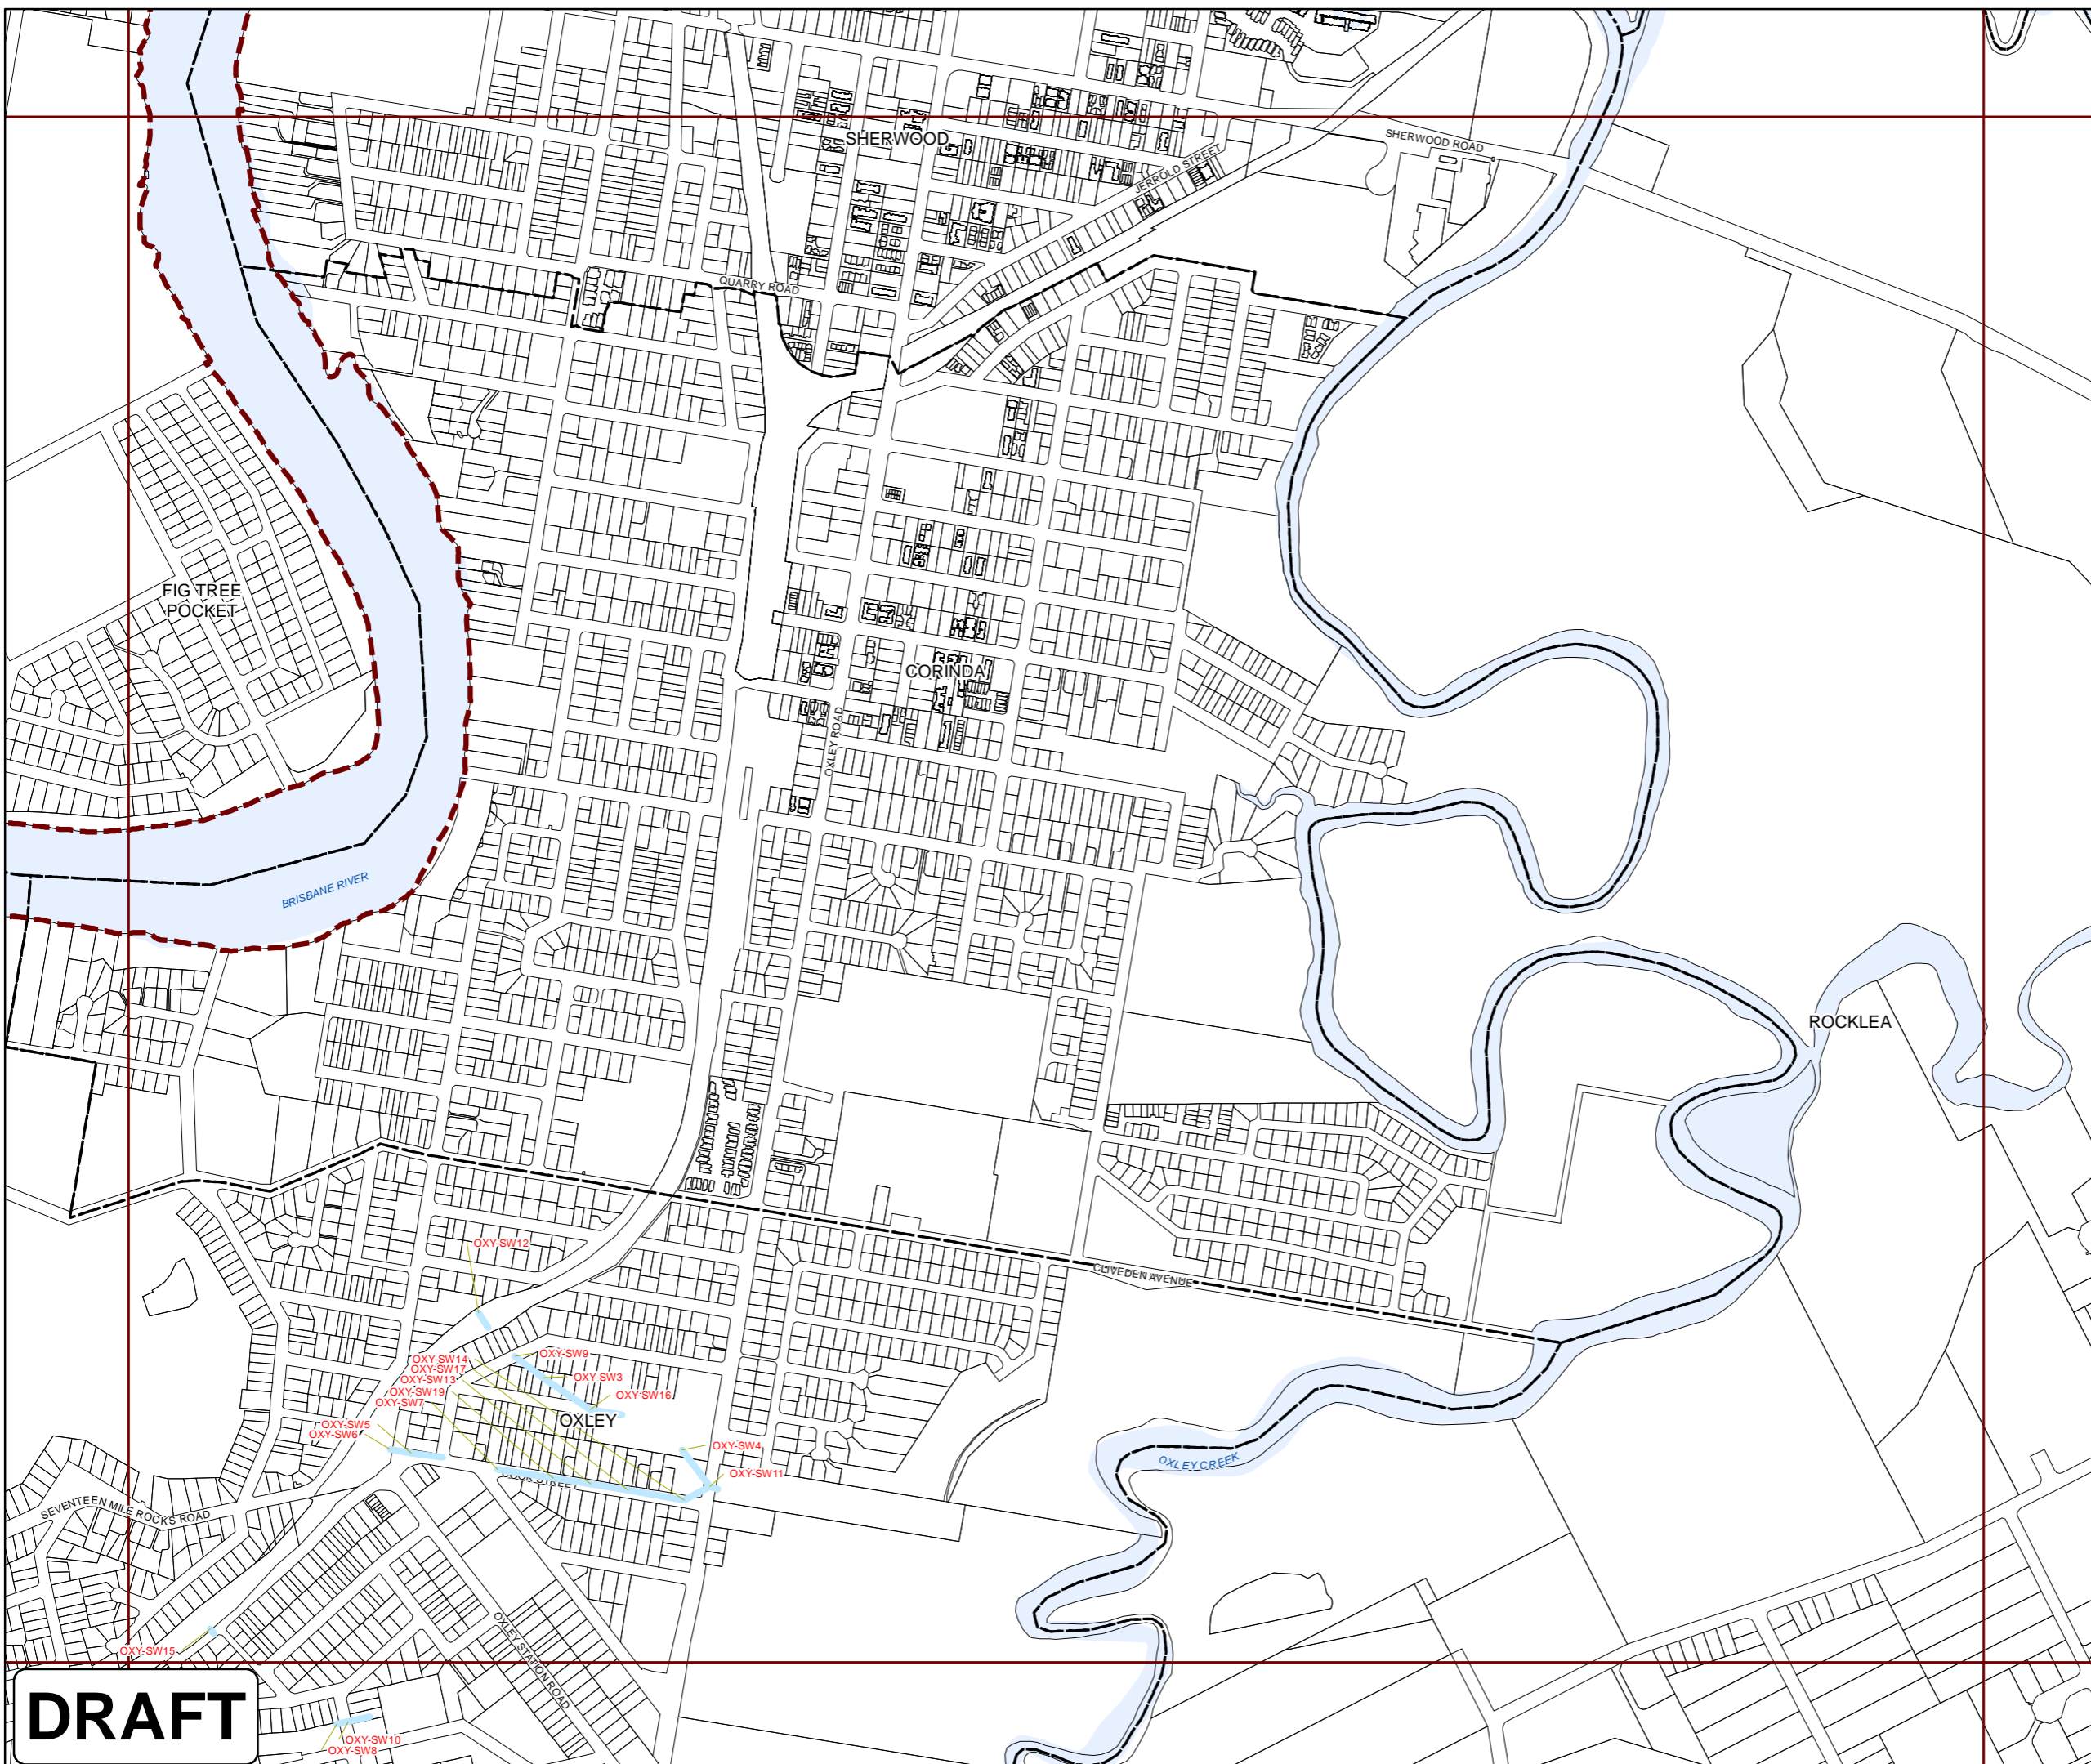 SHERWOOD
SHERWOOD ROAD
JERROLD STREET
QUARRY ROAD
FIG TREE
POCKET
CORINDA
OXLEY ROAD
BRISBANE RIVER
ROCKLEA
OXY-SW12
CLIVEDEN AVENUE
OXY-SW14
OXY-SW9
OXY-SW17
OXY-SW3
OXY-SW13
OXY-SW19
OXY-SW16
OXY-SW7
OXLEY
OXY-SW5
OXY-SW6
OXY-SW4
OXLEY CREEK
OXY-SW11
STREET
SEVENTEEN MILE ROCKS ROAD
OXLEY STATION ROAD
OXY-SW15
DRAFT
OXY-SW10
OXY-SW8